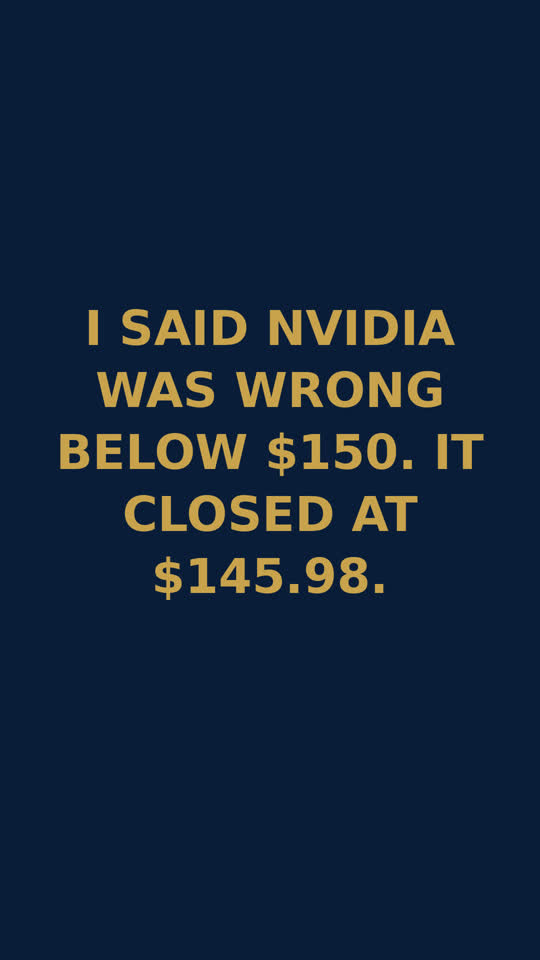 I SAID NVIDIA
WAS WRONG
BELOW $150. IT
CLOSED AT
$145.98.